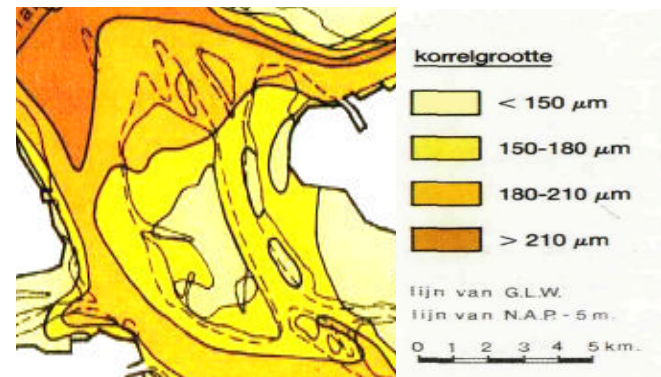 korrelgrootte
< 150 μm
150-180 μm
180-210 μm
> 210 μm
lijn van G.L.W.
lijn van N.A.P. - 5 m.
0 1 2 3 4 5 km.